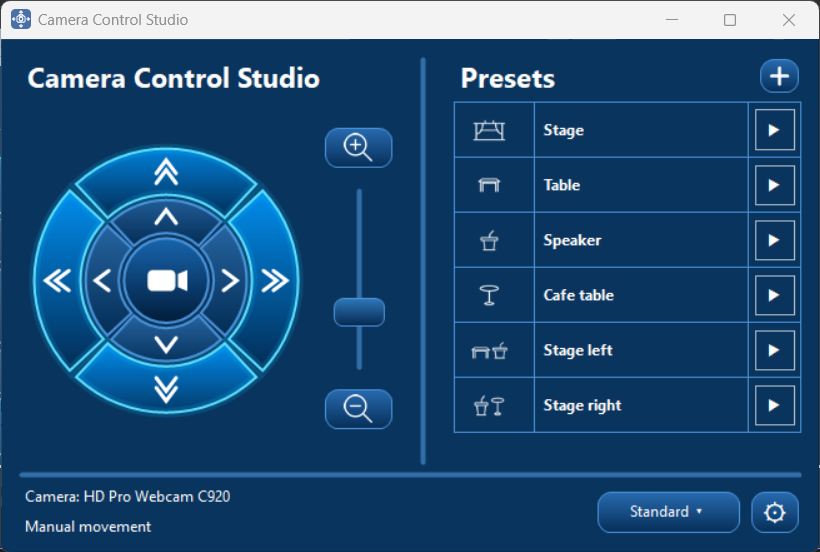 Camera Control Studio
Camera Control Studio
Presets
Stage
Table
Speaker
Cafe table
Stage left
Stage right
Camera: HD Pro Webcam C920
Manual movement
Standard